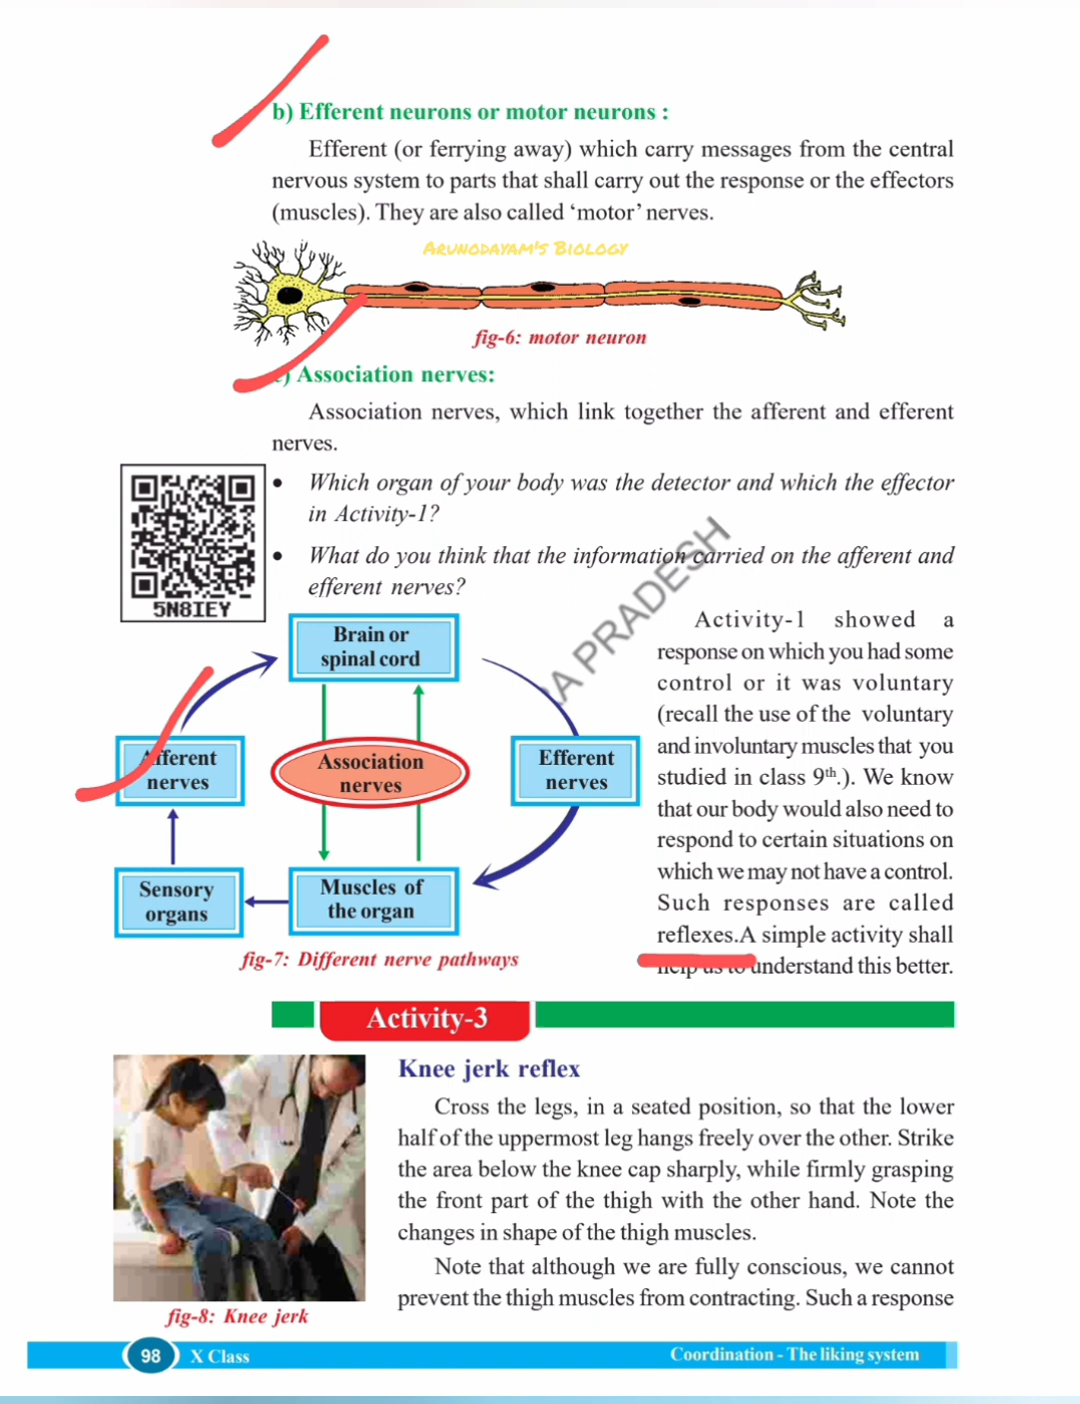 b) Efferent neurons or motor neurons :
Efferent (or ferrying away) which carry messages from the central
nervous system to parts that shall carry out the response or the effectors
(muscles). They are also called ‘motor’ nerves.
ARUNODAYAM'S BIOLOGY
fig-6: motor neuron
) Association nerves:
Association nerves, which link together the afferent and efferent
nerves.
• Which organ of your body was the detector and which the effector
in Activity-1?
• What do you think that the information carried on the afferent and
efferent nerves?
5N8IEY
A PRADESH
Brain or
spinal cord
Afferent
nerves
Association
nerves
Efferent
nerves
Sensory
organs
Muscles of
the organ
fig-7: Different nerve pathways
Activity-1 showed a
response on which you had some
control or it was voluntary
(recall the use of the voluntary
and involuntary muscles that you
studied in class 9th.). We know
that our body would also need to
respond to certain situations on
which we may not have a control.
Such responses are called
reflexes.A simple activity shall
help us to understand this better.
Activity-3
Knee jerk reflex
Cross the legs, in a seated position, so that the lower
half of the uppermost leg hangs freely over the other. Strike
the area below the knee cap sharply, while firmly grasping
the front part of the thigh with the other hand. Note the
changes in shape of the thigh muscles.
Note that although we are fully conscious, we cannot
prevent the thigh muscles from contracting. Such a response
fig-8: Knee jerk
98 X Class
Coordination - The liking system